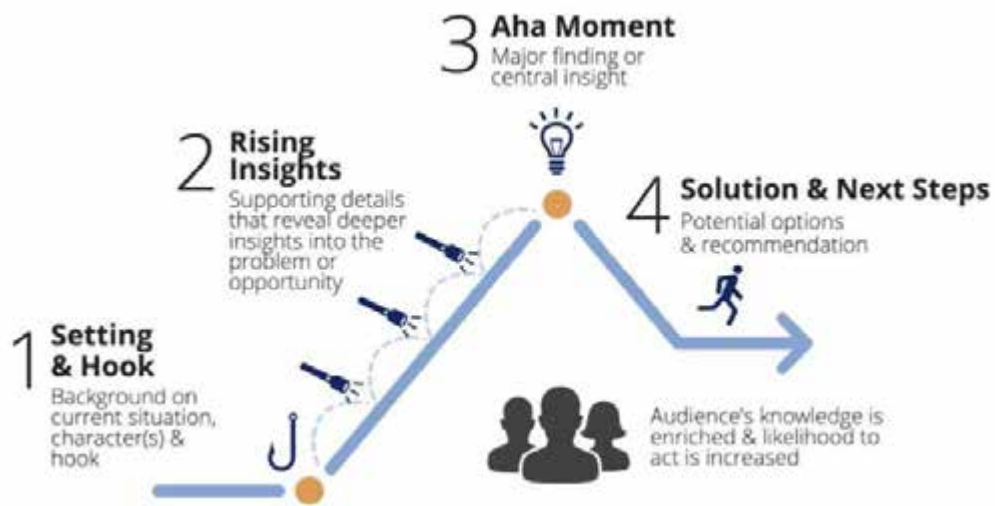 1
Setting
& Hook
Background on
current situation,
character(s) &
hook
2
Rising
Insights
Supporting details
that reveal deeper
insights into the
problem or
opportunity
3
Aha Moment
Major finding or
central insight
4
Solution & Next Steps
Potential options
& recommendation
Audience's knowledge is
enriched & likelihood to
act is increased